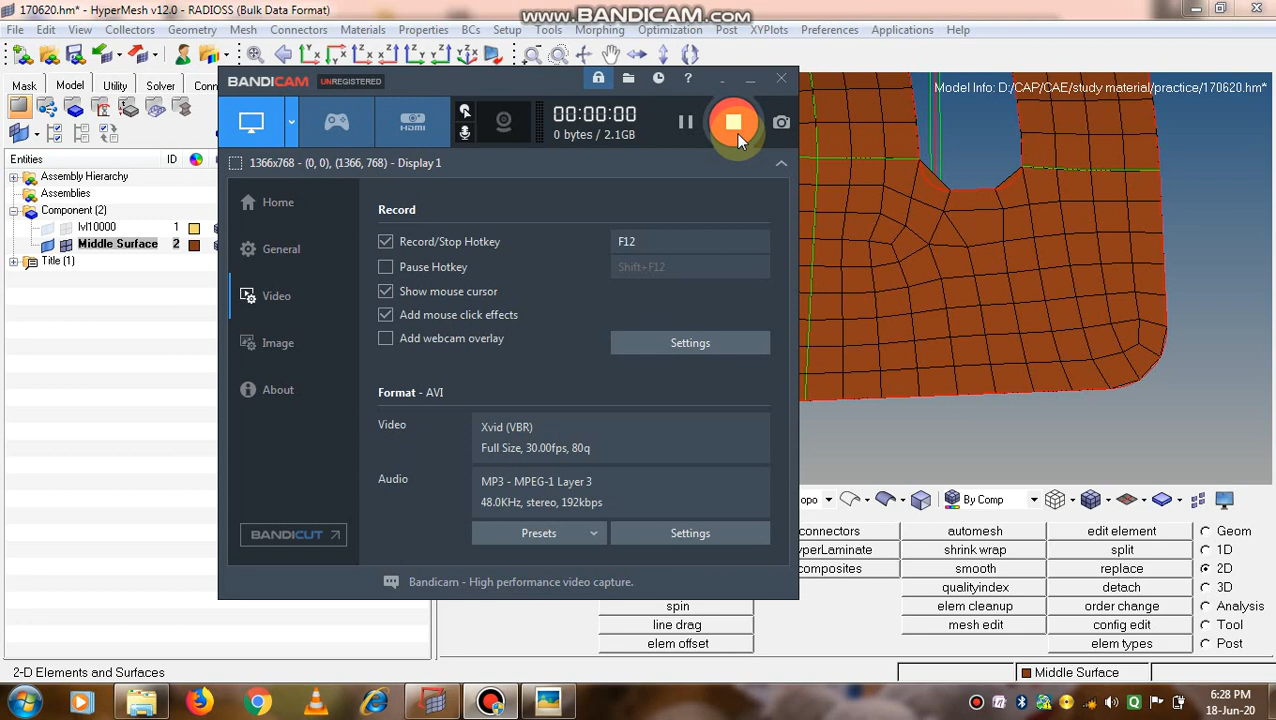 170620.hm* - HyperMesh v12.0 - RADIOSS (Bulk Data Format)
www.BANDICAM.com
File Edit View Collectors Geometry Mesh Connectors Materials Properties BCs Setup Tools Morphing Optimization Post XYPlots Preferences Applications Help
Mask Model Utility Solver
Model Info: D:/CAP/CAE/study material/practice/170620.hm*
BANDICAM UNREGISTERED
HDMI
00:00:00
0 bytes / 2.1GB
1366x768 - (0, 0), (1366, 768) - Display 1
Entities ID
Assembly Hierarchy
Assemblies
Component (2)
lvl10000 1
Middle Surface 2
Title (1)
Home
General
Video
Image
About
BANDICUT
Record
Record/Stop Hotkey F12
Pause Hotkey Shift+F12
Show mouse cursor
Add mouse click effects
Add webcam overlay Settings
Format - AVI
Video Xvid (VBR)
Full Size, 30.00fps, 80q
Audio MP3 - MPEG-1 Layer 3
48.0KHz, stereo, 192kbps
Presets Settings
Bandicam - High performance video capture.
opo By Comp
connectors automesh edit element Geom
yperLaminate shrink wrap split 1D
omposites smooth replace 2D
qualityindex detach 3D
spin elem cleanup order change Analysis
line drag mesh edit config edit Tool
elem offset elem types Post
2-D Elements and Surfaces Middle Surface
6:28 PM
18-Jun-20